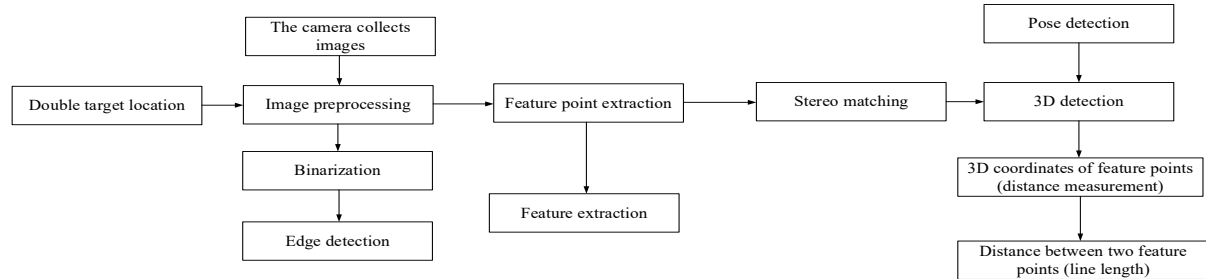 The camera collects
images
Pose detection
Double target location
Image preprocessing
Feature point extraction
Stereo matching
3D detection
Binarization
3D coordinates of feature points
(distance measurement)
Feature extraction
Edge detection
Distance between two feature
points (line length)